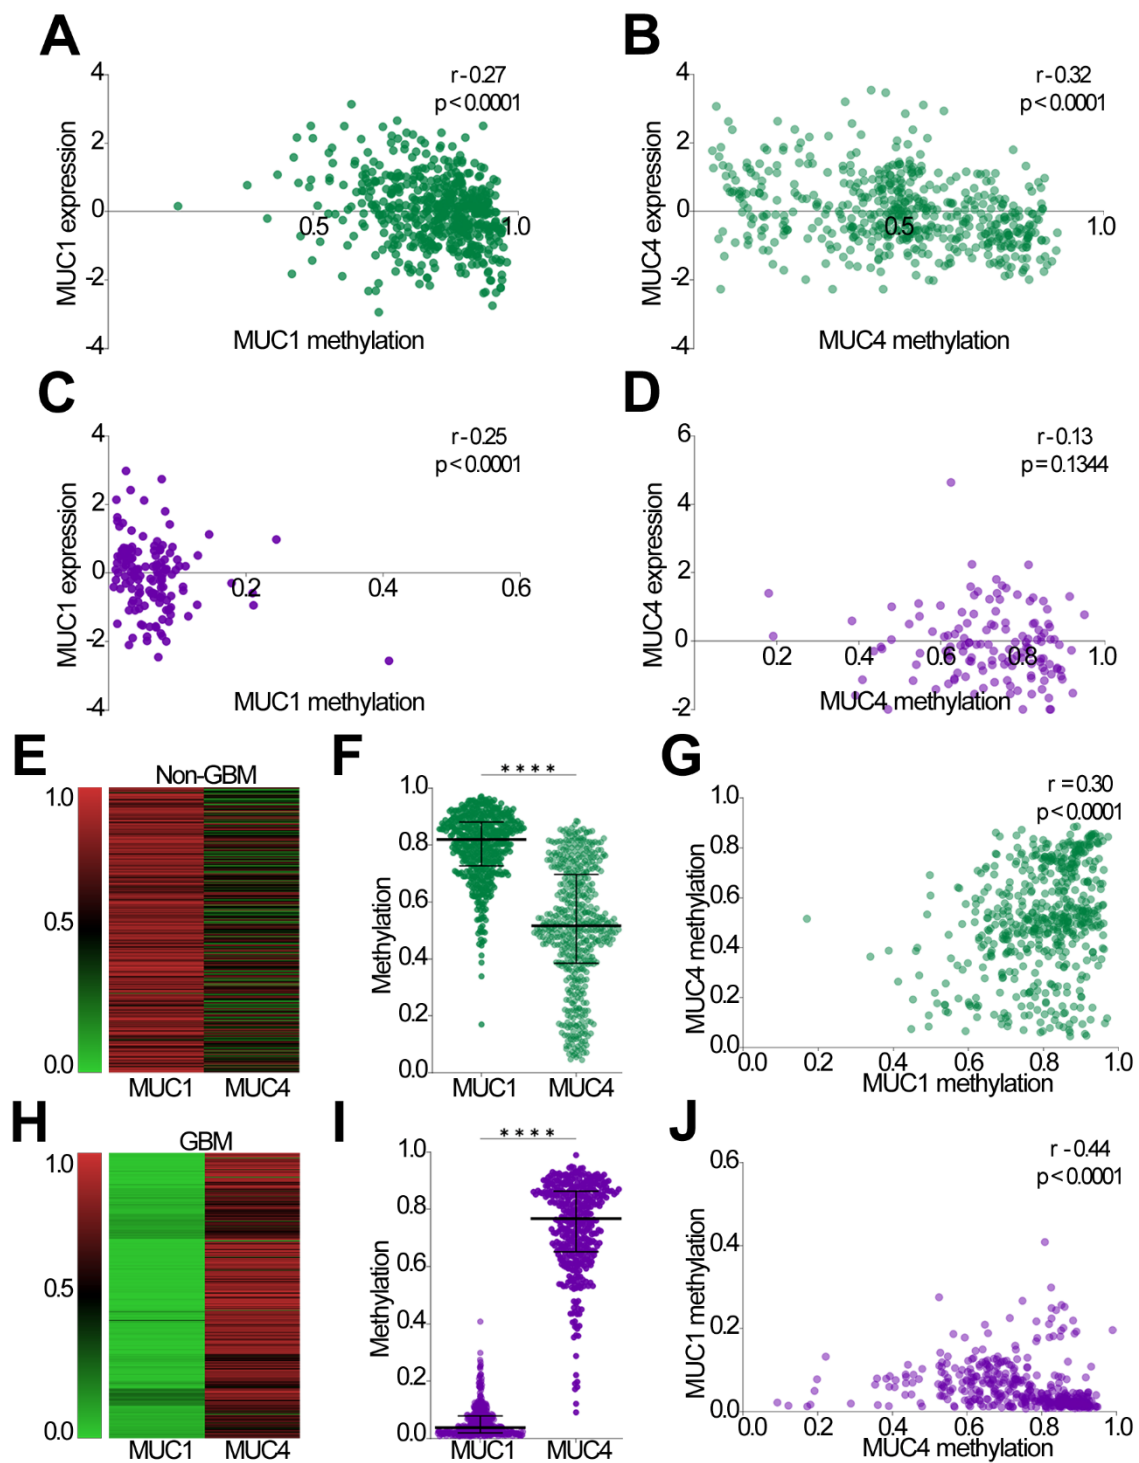 A
4
2
0
-2
-4
MUC1 expression
0.5
1.0
MUC1 methylation
r -0.27
p < 0.0001
B
4
2
0
-2
-4
MUC4 expression
0.5
1.0
MUC4 methylation
r -0.32
p < 0.0001
C
4
2
0
-2
-4
MUC1 expression
0.2
0.4
0.6
MUC1 methylation
r -0.25
p < 0.0001
D
6
4
2
0
-2
MUC4 expression
0.2
0.4
0.6
0.8
1.0
MUC4 methylation
r -0.13
p = 0.1344
E
Non-GBM
1.0
0.5
0.0
MUC1
MUC4
F
****
1.0
0.8
0.6
0.4
0.2
0.0
Methylation
MUC1
MUC4
G
r = 0.30
p < 0.0001
1.0
0.8
0.6
0.4
0.2
0.0
MUC4 methylation
0.0
0.2
0.4
0.6
0.8
1.0
MUC1 methylation
H
GBM
1.0
0.5
0.0
MUC1
MUC4
I
****
1.0
0.8
0.6
0.4
0.2
0.0
Methylation
MUC1
MUC4
J
r -0.44
p < 0.0001
0.6
0.4
0.2
0.0
MUC1 methylation
0.0
0.2
0.4
0.6
0.8
1.0
MUC4 methylation